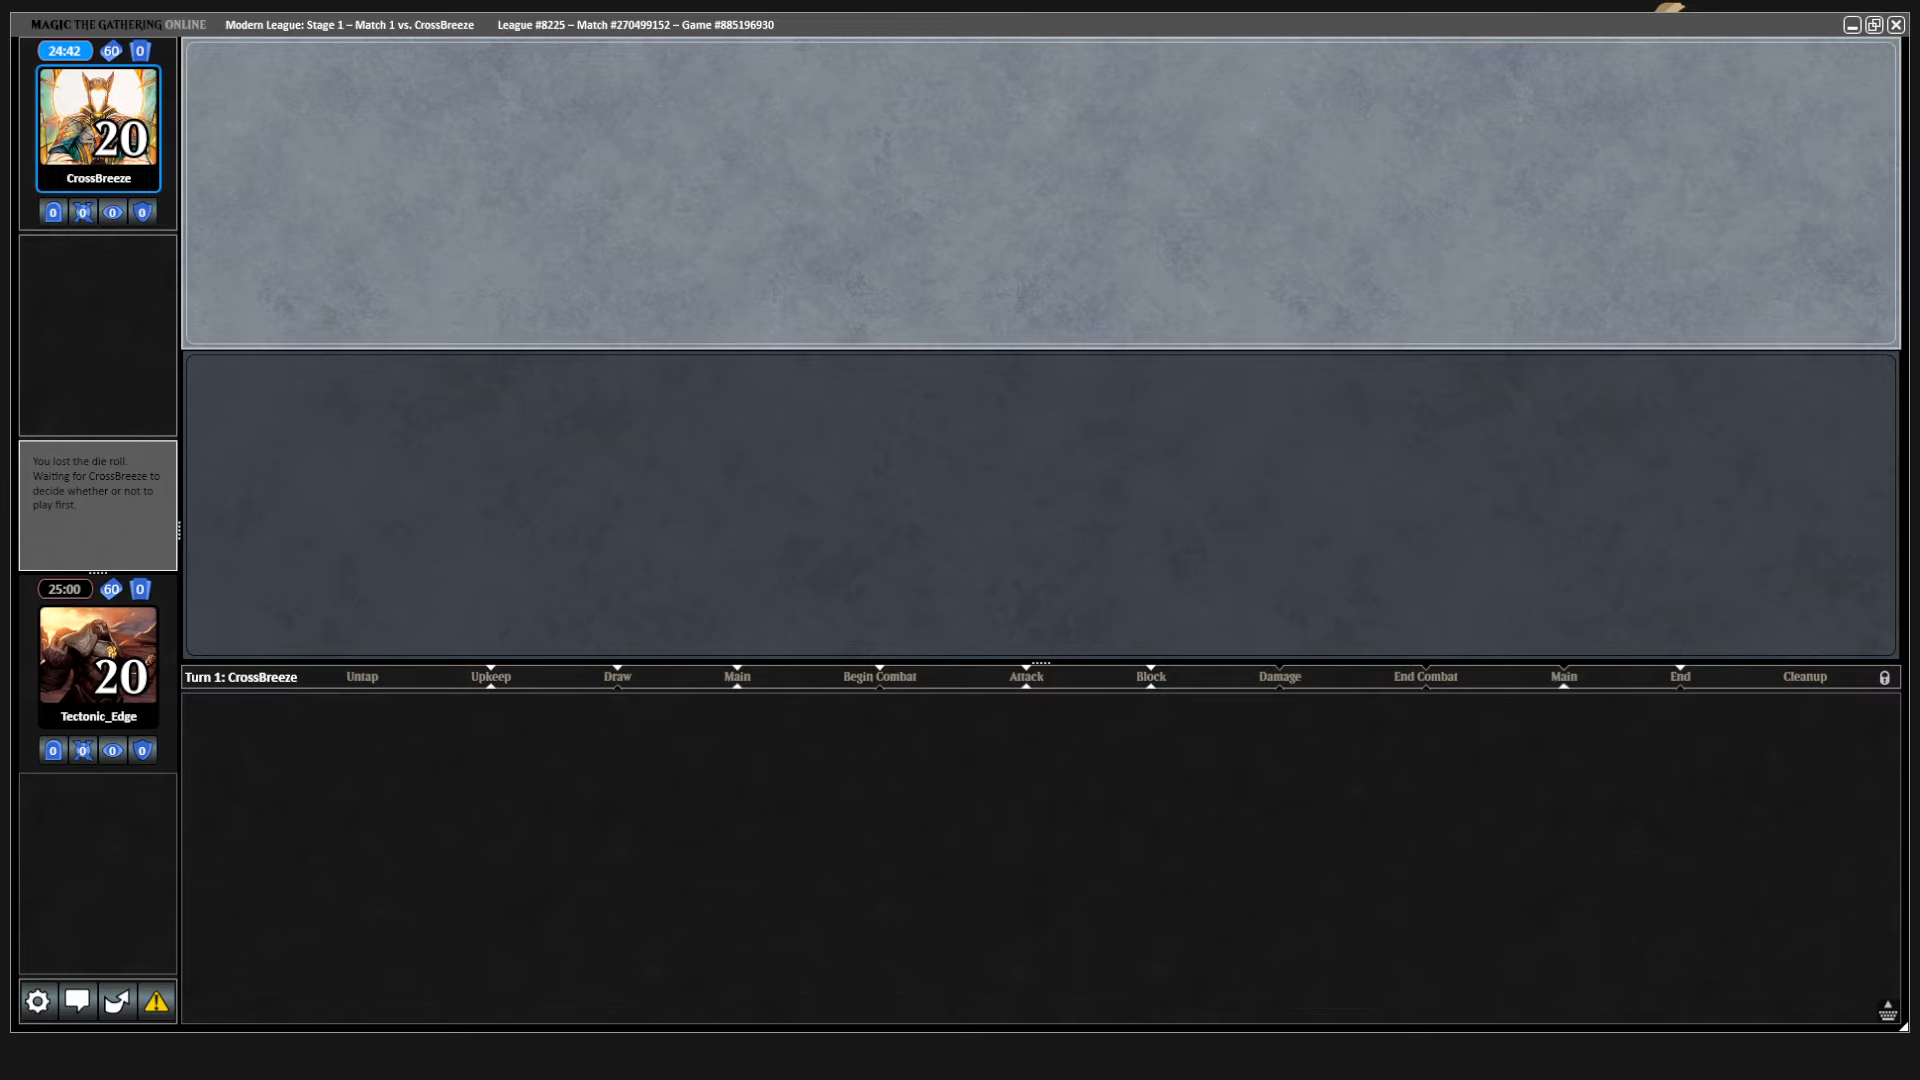 MAGIC THE GATHERING ONLINE
Modern League: Stage 1 – Match 1 vs. CrossBreeze
League #8225 – Match #270499152 – Game #885196930
24:42
60
0
20
CrossBreeze
0
0
0
0
You lost the die roll.
Waiting for CrossBreeze to
decide whether or not to
play first.
25:00
60
0
20
Tectonic_Edge
0
0
0
0
Turn 1: CrossBreeze
Untap
Upkeep
Draw
Main
Begin Combat
Attack
Block
Damage
End Combat
Main
End
Cleanup